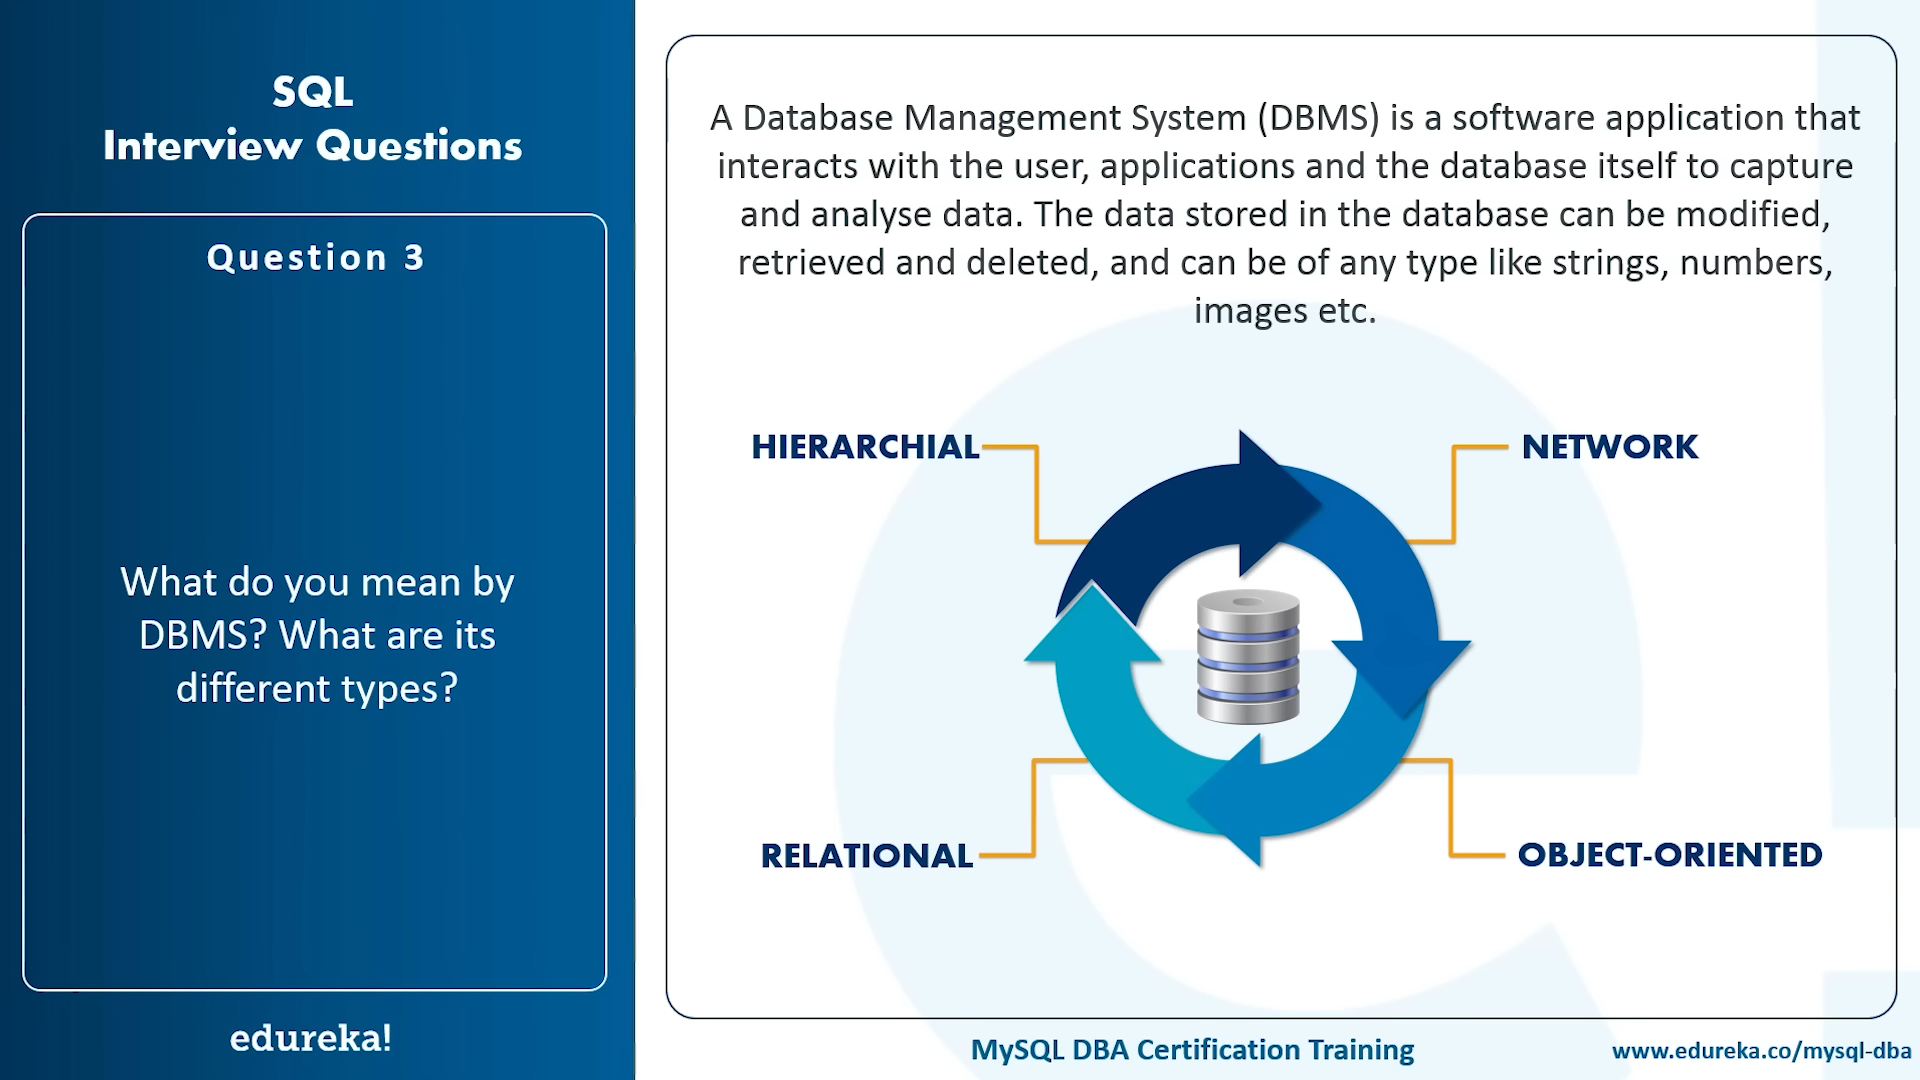 SQL
Interview Questions
Question 3
What do you mean by
DBMS? What are its
different types?
edureka!
A Database Management System (DBMS) is a software application that
interacts with the user, applications and the database itself to capture
and analyse data. The data stored in the database can be modified,
retrieved and deleted, and can be of any type like strings, numbers,
images etc.
HIERARCHIAL
NETWORK
RELATIONAL
OBJECT-ORIENTED
MySQL DBA Certification Training
www.edureka.co/mysql-dba